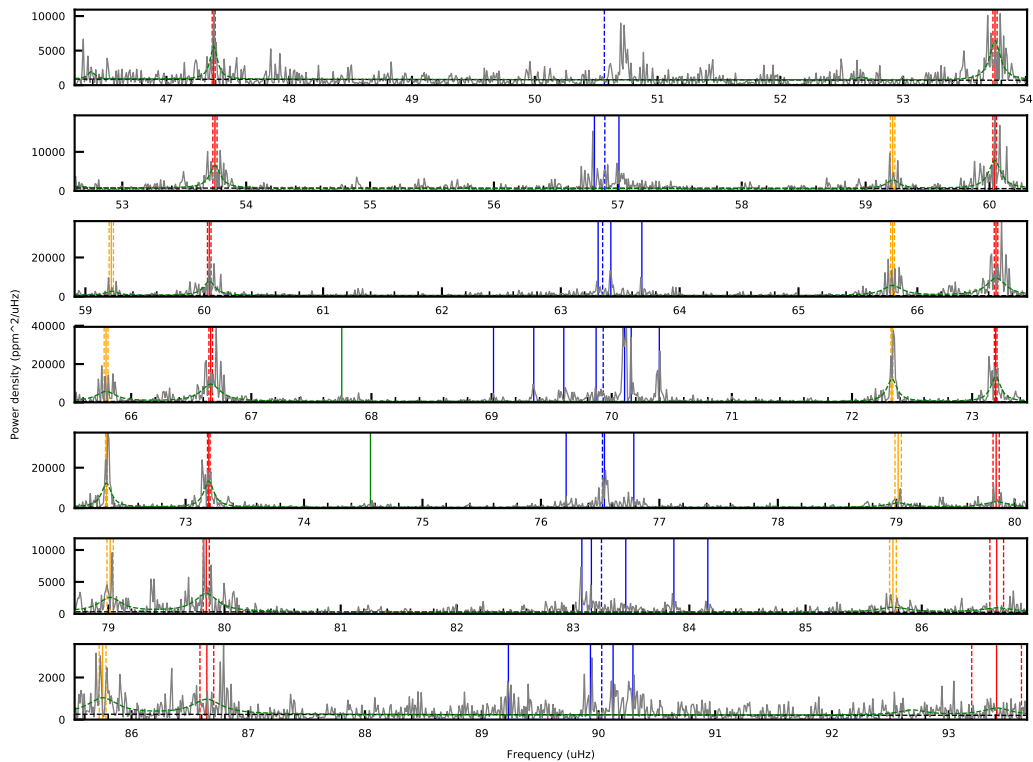 10000
5000
0
47 48 49 50 51 52 53 54
10000
0
53 54 55 56 57 58 59 60
20000
0
59 60 61 62 63 64 65 66
Power density (ppm^2/uHz)
40000
20000
0
66 67 68 69 70 71 72 73
20000
0
73 74 75 76 77 78 79 80
10000
5000
0
79 80 81 82 83 84 85 86
2000
0
86 87 88 89 90 91 92 93
Frequency (uHz)